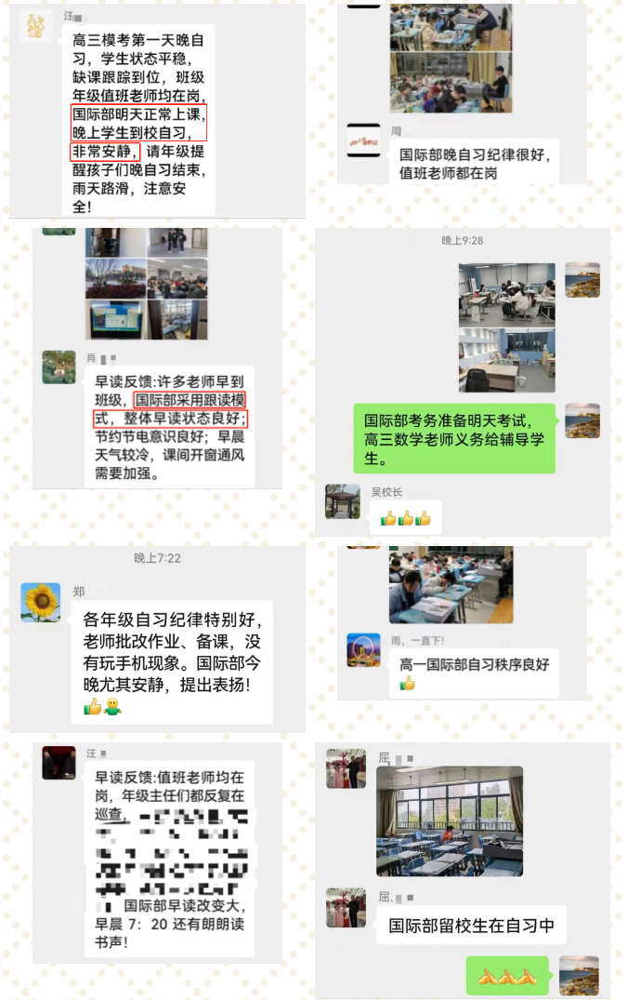 汪
高三模考第一天晚自
习，学生状态平稳，
缺课跟踪到位，班级
年级值班老师均在岗，
国际部明天正常上课，
晚上学生到校自习，
非常安静，请年级提
醒孩子们晚自习结束，
雨天路滑，注意安
全！
周
国际部晚自习纪律很好，
值班老师都在岗
肖
早读反馈:许多老师早到
班级，国际部采用跟读模
式，整体早读状态良好；
节约节电意识良好；早晨
天气较冷，课间开窗通风
需要加强。
晚上9:28
国际部考务准备明天考试，
高三数学老师义务给辅导学
生。
吴校长
晚上7:22
郑
各年级自习纪律特别好，
老师批改作业、备课，没
有玩手机现象。国际部今
晚尤其安静，提出表扬！
雨，一直下！
高一国际部自习秩序良好
汪
早读反馈:值班老师均在
岗，年级主任们都反复在
巡查，
国际部早读改变大，
早晨 7：20 还有朗朗读
书声！
屈
屈
国际部留校生在自习中